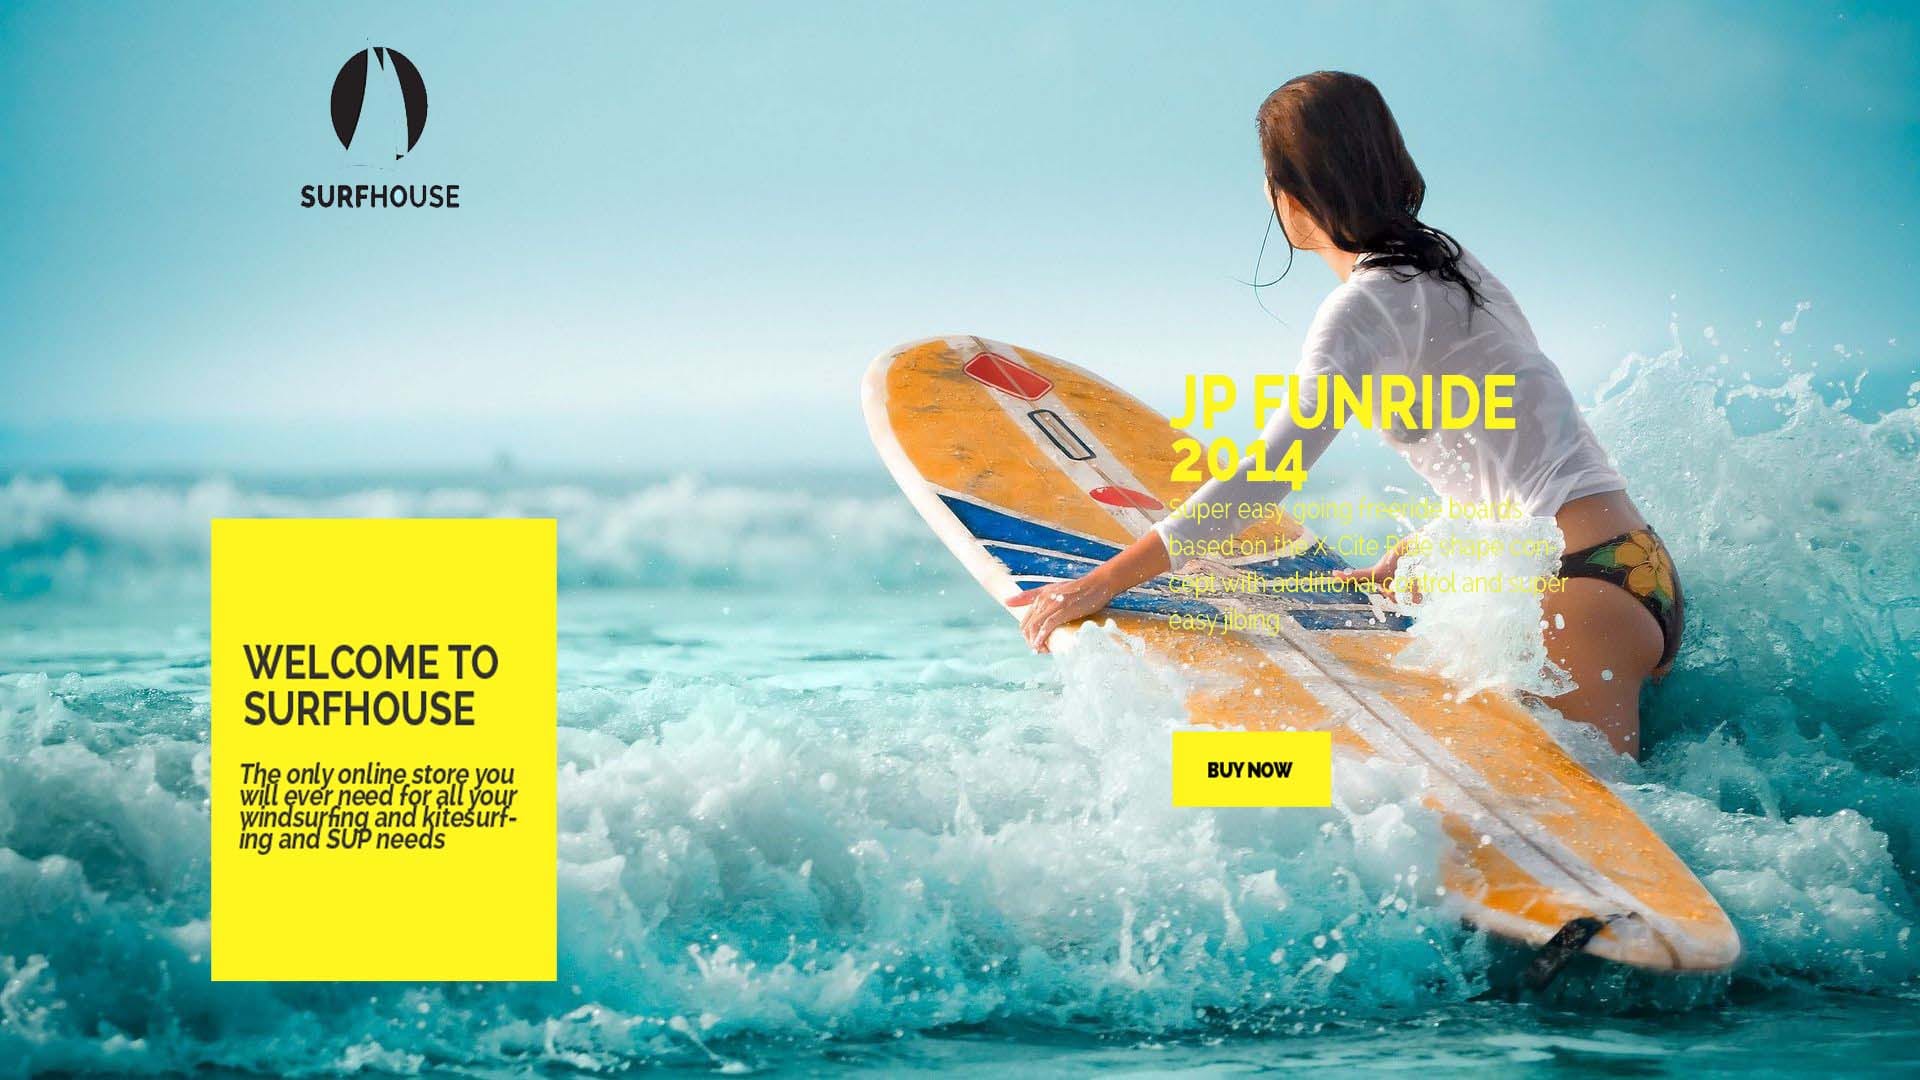 SURFHOUSE
JP FUNRIDE
2014
Super easy going freeride boards
based on the X-Cite Ride shape con-
cept with additional control and super
easy jibing
BUY NOW
WELCOME TO
SURFHOUSE
The only online store you
will ever need for all your
windsurfing and kitesurf-
ing and SUP needs